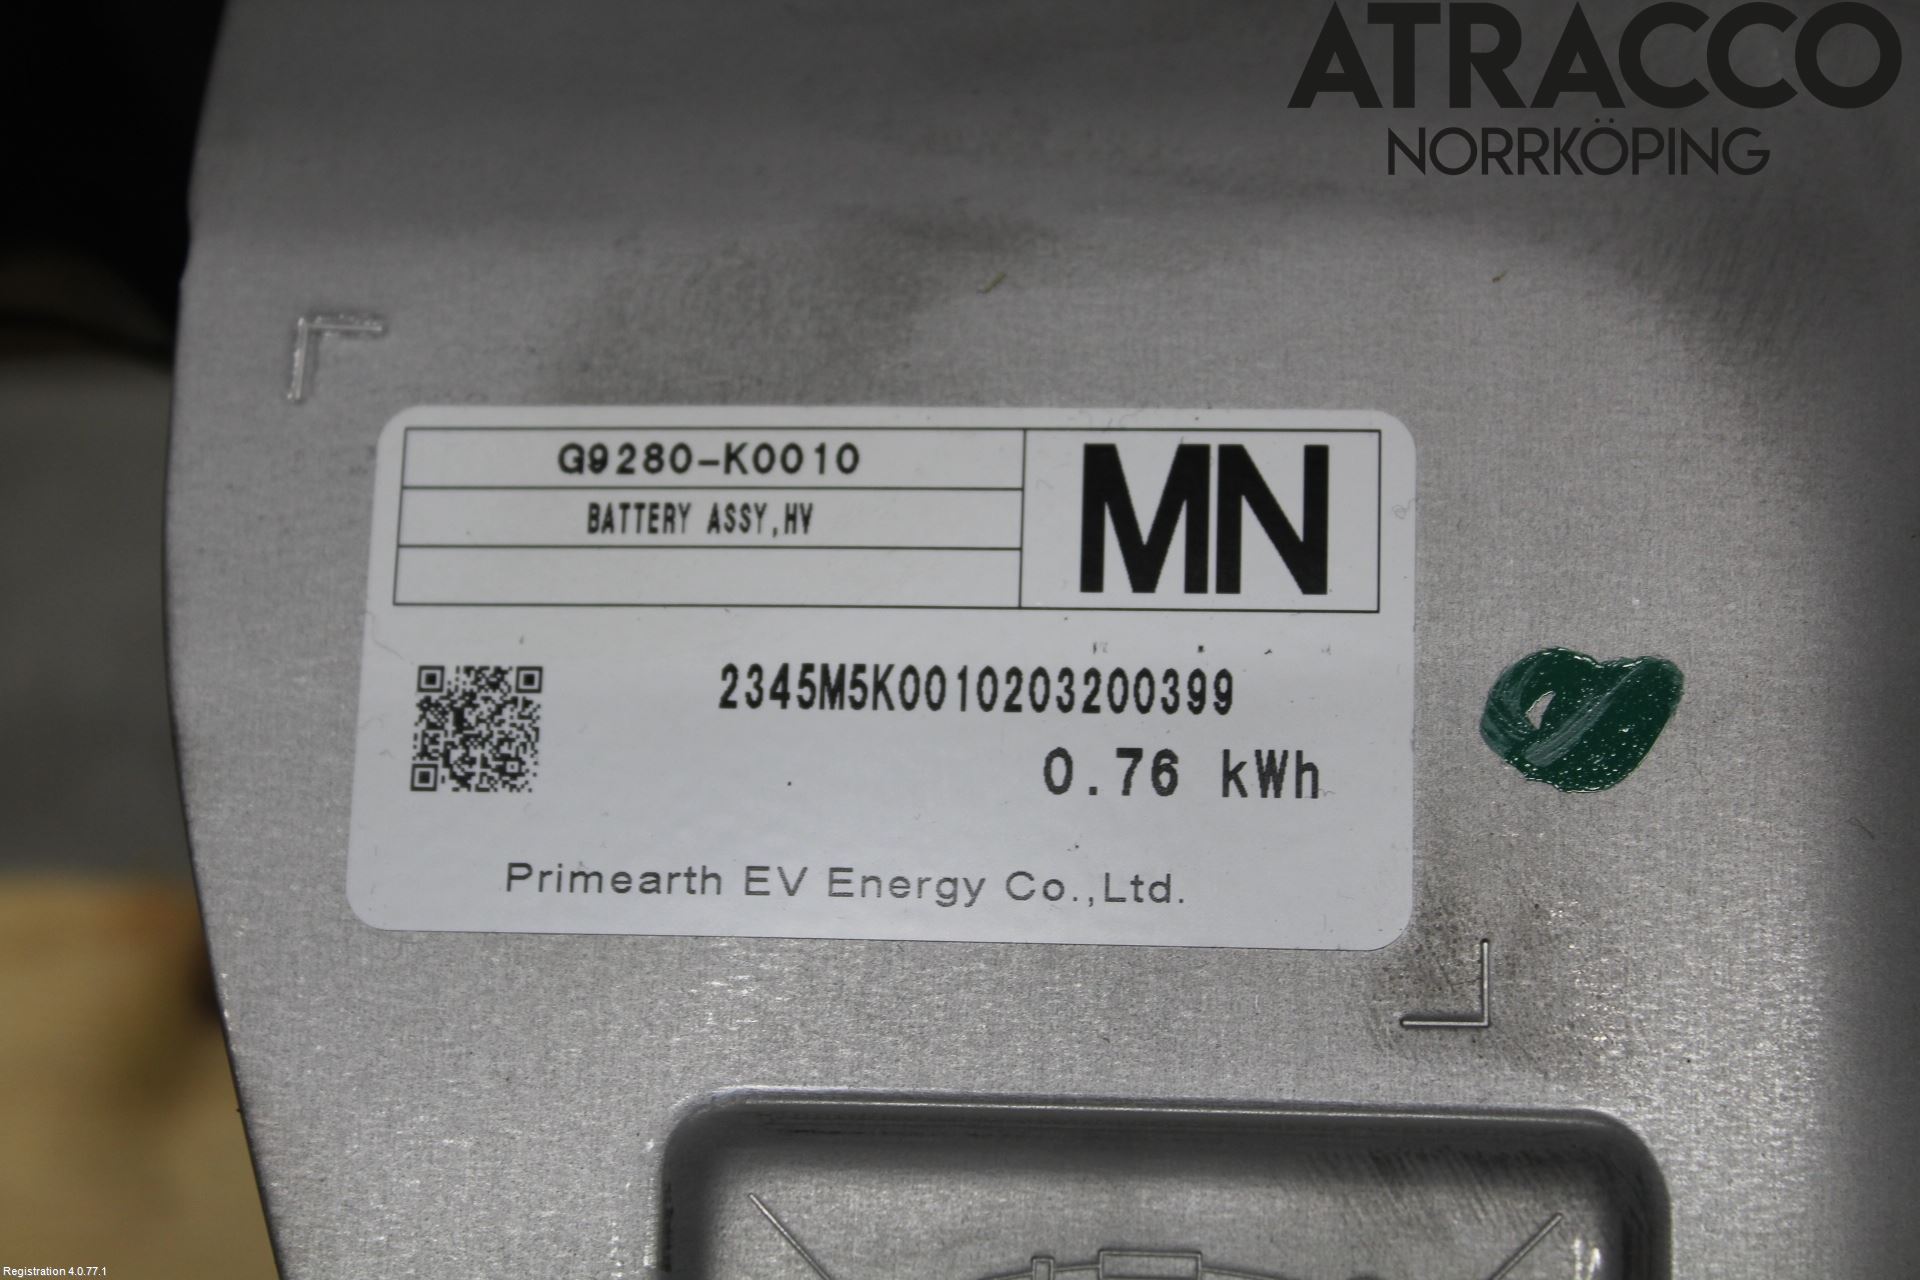 ATRACCO
NORRKÖPING
G9280-K0010
BATTERY ASSY,HV
MN
2345M5K0010203200399
0.76 kWh
Primearth EV Energy Co.,Ltd.
Registration 4.0.77.1